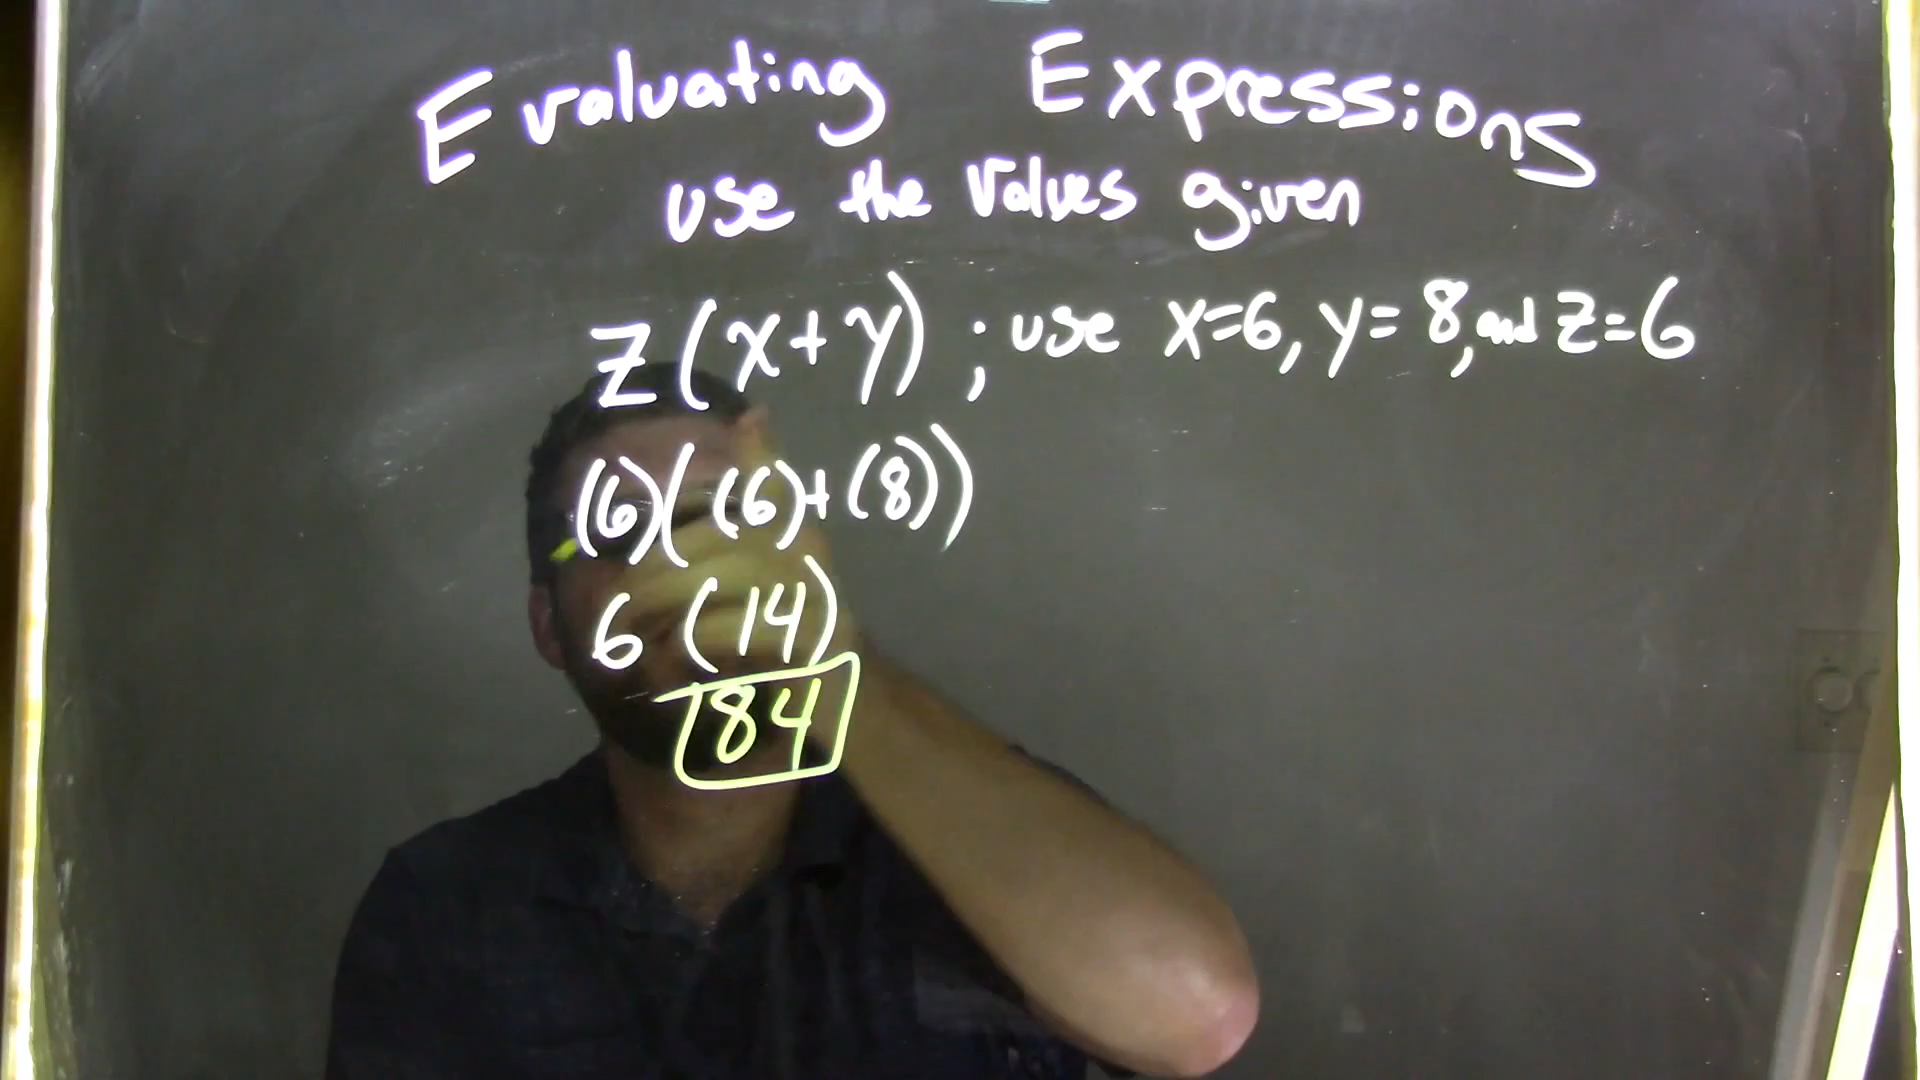 Evaluating Expressions
use the values given
z(x+y) ; use x=6, y=8, and z=6
(6)((6)+(8))
6(14)
84